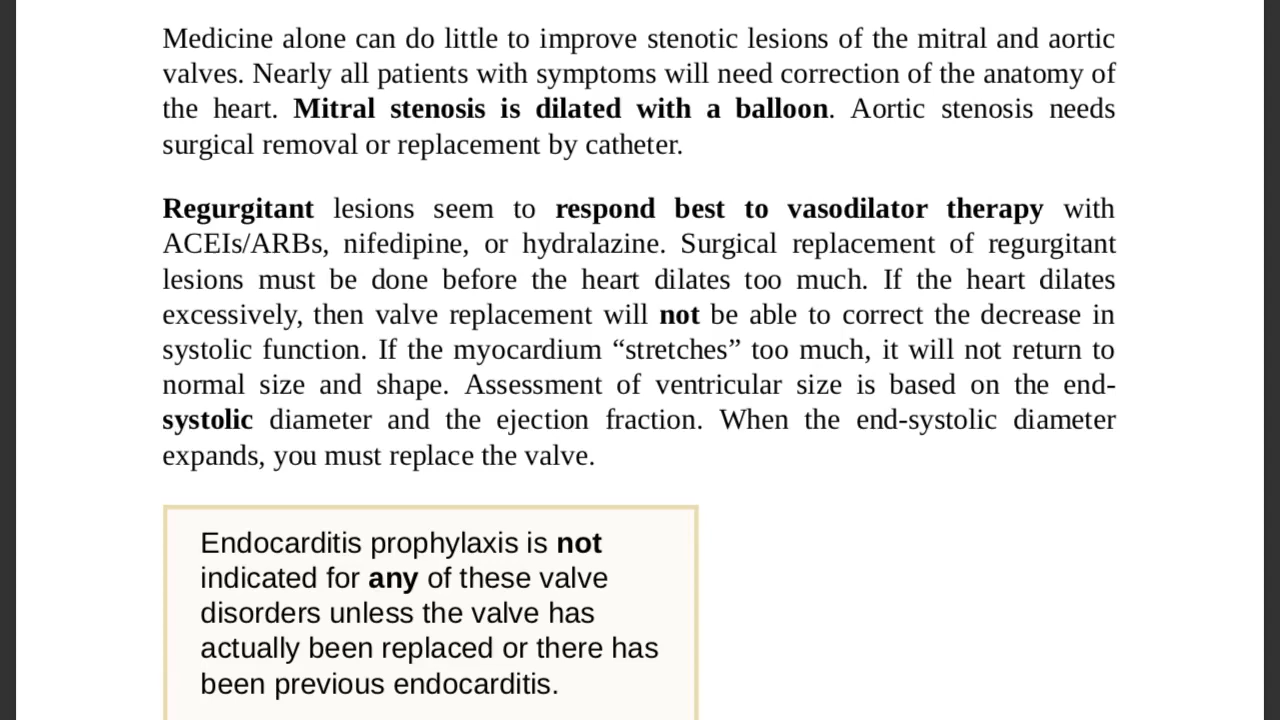 Medicine alone can do little to improve stenotic lesions of the mitral and aortic
valves. Nearly all patients with symptoms will need correction of the anatomy of
the heart. Mitral stenosis is dilated with a balloon. Aortic stenosis needs
surgical removal or replacement by catheter.
Regurgitant lesions seem to respond best to vasodilator therapy with
ACEIs/ARBs, nifedipine, or hydralazine. Surgical replacement of regurgitant
lesions must be done before the heart dilates too much. If the heart dilates
excessively, then valve replacement will not be able to correct the decrease in
systolic function. If the myocardium “stretches” too much, it will not return to
normal size and shape. Assessment of ventricular size is based on the end-
systolic diameter and the ejection fraction. When the end-systolic diameter
expands, you must replace the valve.
Endocarditis prophylaxis is not
indicated for any of these valve
disorders unless the valve has
actually been replaced or there has
been previous endocarditis.